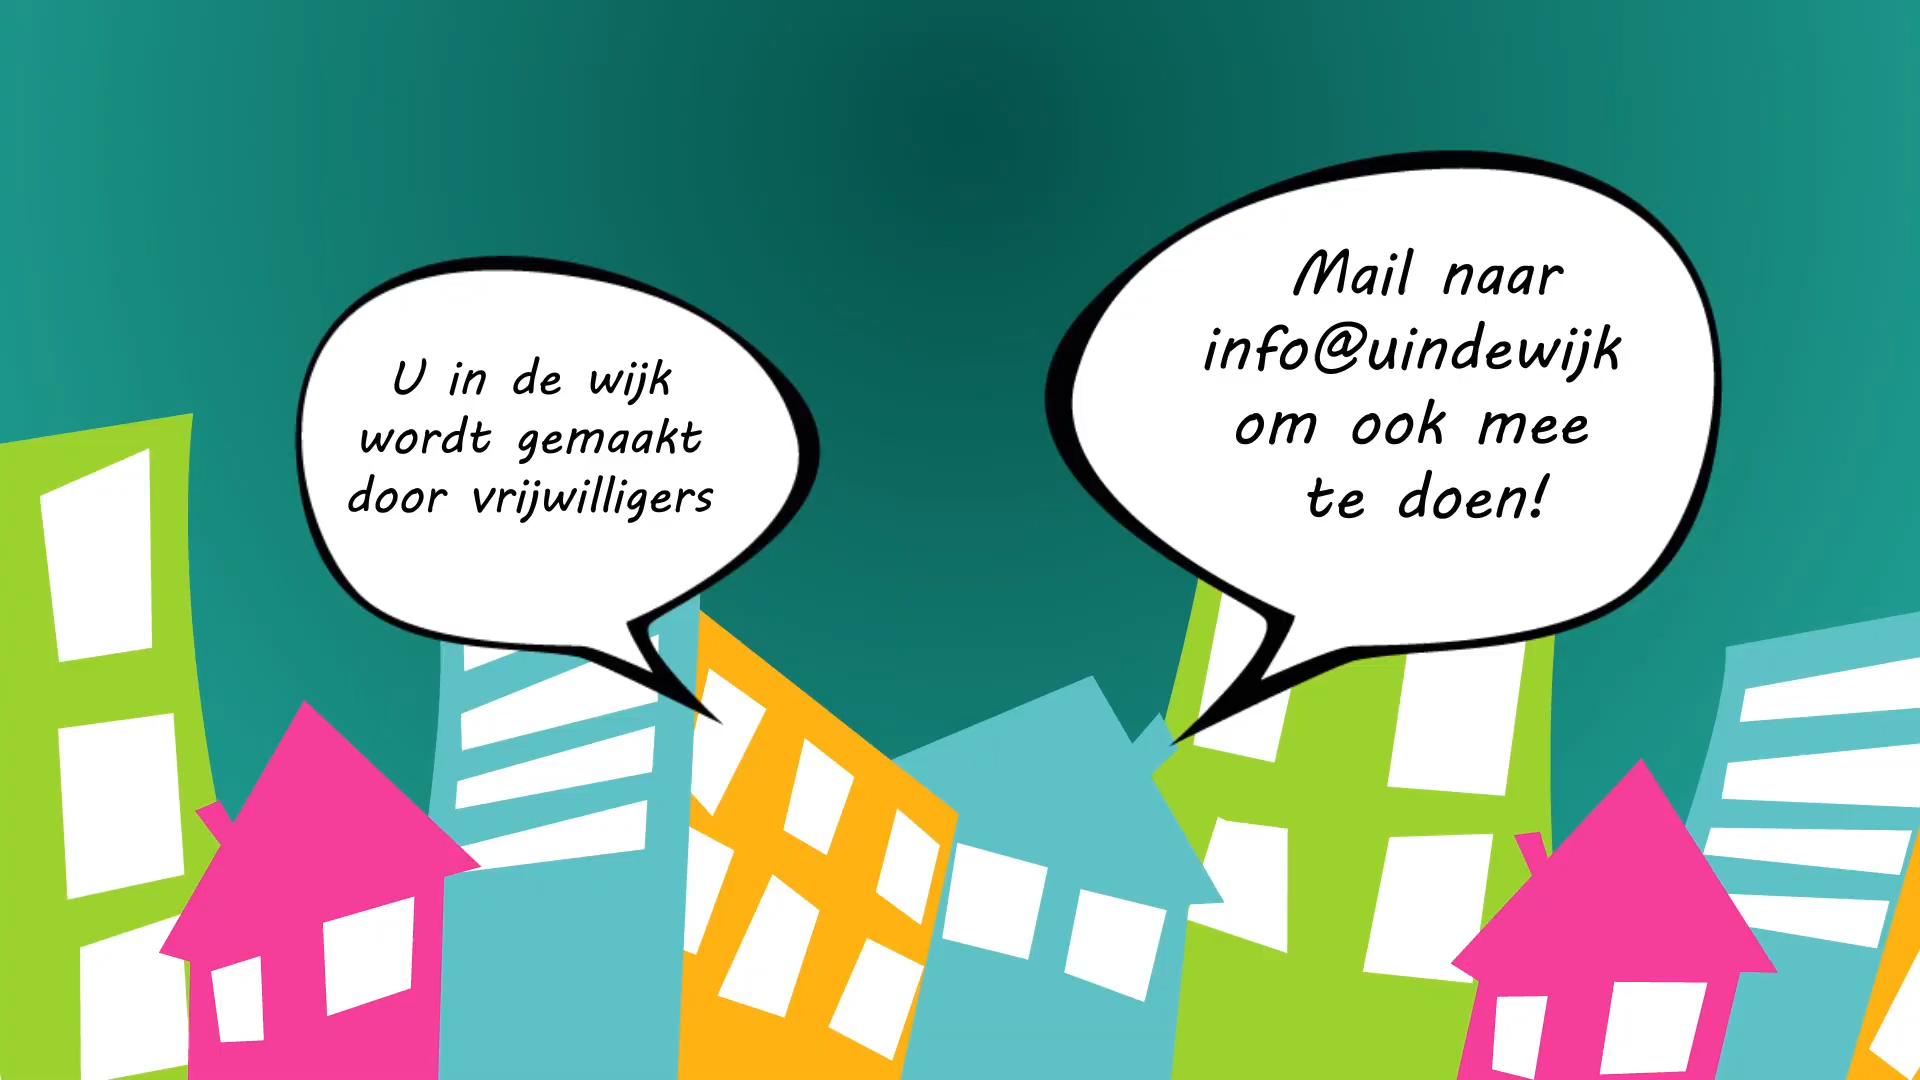 U in de wijk
wordt gemaakt
door vrijwilligers
Mail naar
info@uindewijk
om ook mee
te doen!